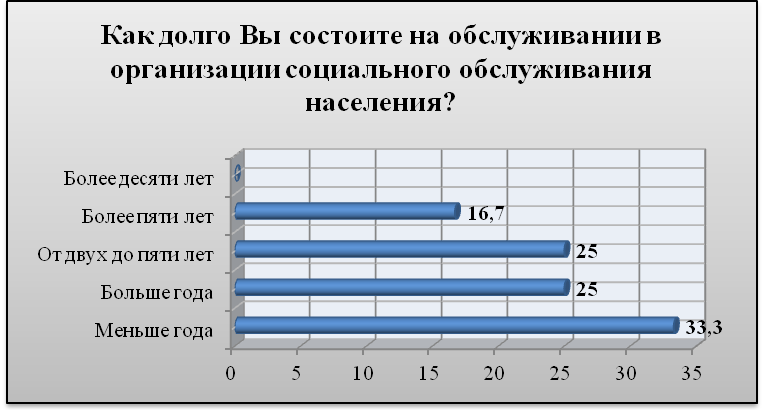 Как долго Вы состоите на обслуживании в
организации социального обслуживания
населения?
Более десяти лет
Более пяти лет
16,7
От двух до пяти лет
25
Больше года
25
Меньше года
33,3
0 5 10 15 20 25 30 35